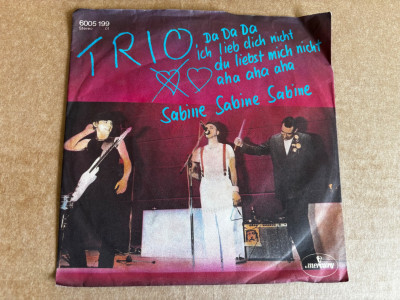 6005 199
Stereo
TRIO
Da Da Da
ich lieb dich nicht
du liebst mich nicht
aha aha aha
Sabine Sabine Sabine
mercury